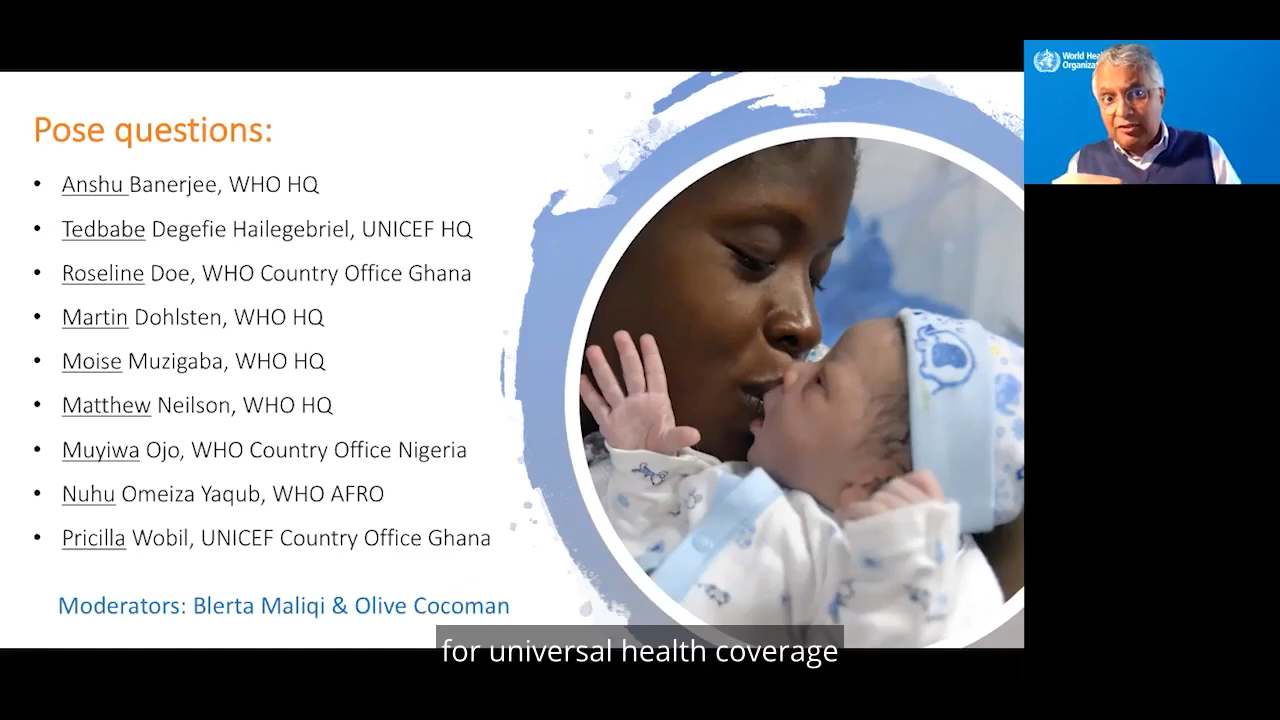 Pose questions:
• Anshu Banerjee, WHO HQ
• Tedbabe Degefie Hailegebriel, UNICEF HQ
• Roseline Doe, WHO Country Office Ghana
• Martin Dohlsten, WHO HQ
• Moise Muzigaba, WHO HQ
• Matthew Neilson, WHO HQ
• Muyiwa Ojo, WHO Country Office Nigeria
• Nuhu Omeiza Yaqub, WHO AFRO
• Pricilla Wobil, UNICEF Country Office Ghana
Moderators: Blerta Maliqi & Olive Cocoman
World Hea
Organizat
for universal health coverage